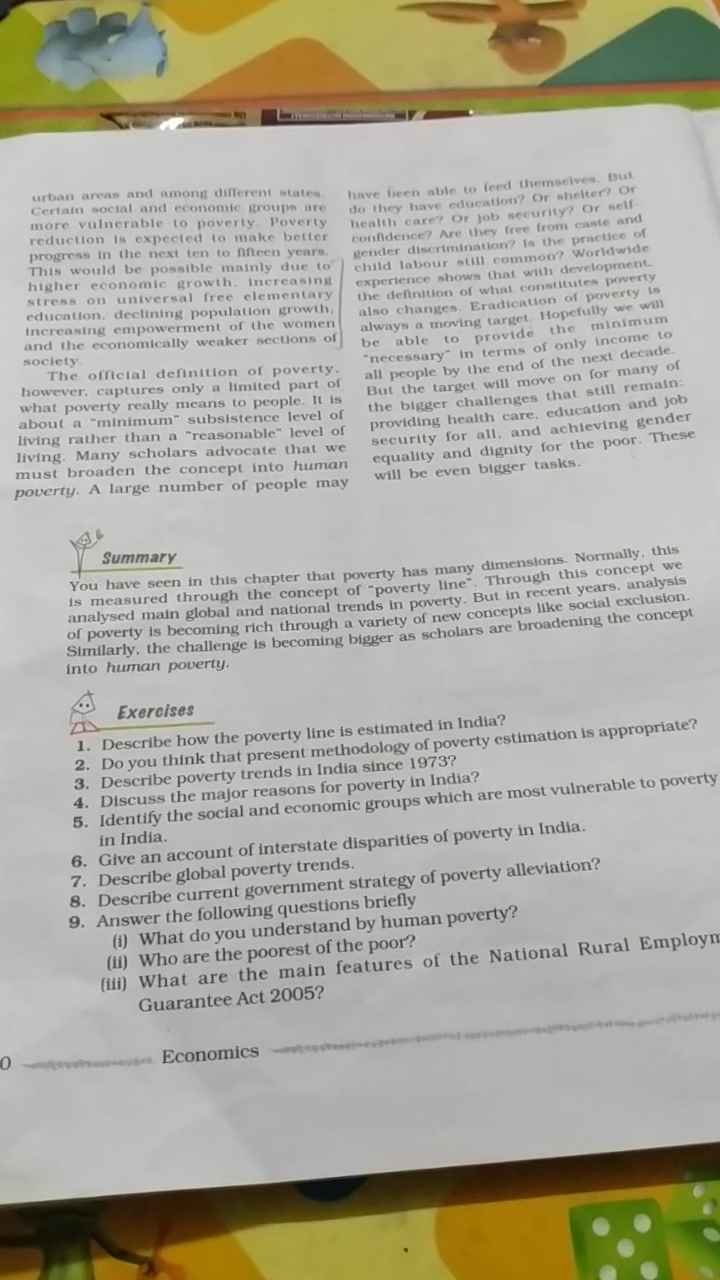 urban areas and among different states.
Certain social and economic groups are
more vulnerable to poverty. Poverty
reduction is expected to make better
progress in the next ten to fifteen years.
This would be possible mainly due to
higher economic growth, increasing
stress on universal free elementary
education, declining population growth,
increasing empowerment of the women
and the economically weaker sections of
society.
The official definition of poverty,
however, captures only a limited part of
what poverty really means to people. It is
about a “minimum” subsistence level of
living rather than a “reasonable” level of
living. Many scholars advocate that we
must broaden the concept into human
poverty. A large number of people may
have been able to feed themselves. But
do they have education? Or shelter? Or
health care? Or job security? Or self
confidence? Are they free from caste and
gender discrimination? Is the practice of
child labour still common? Worldwide
experience shows that with development,
the definition of what constitutes poverty
also changes. Eradication of poverty is
always a moving target. Hopefully we will
be able to provide the minimum
“necessary” in terms of only income to
all people by the end of the next decade.
But the target will move on for many of
the bigger challenges that still remain:
providing health care, education and job
security for all, and achieving gender
equality and dignity for the poor. These
will be even bigger tasks.
Summary
You have seen in this chapter that poverty has many dimensions. Normally, this
is measured through the concept of “poverty line”. Through this concept we
analysed main global and national trends in poverty. But in recent years, analysis
of poverty is becoming rich through a variety of new concepts like social exclusion.
Similarly, the challenge is becoming bigger as scholars are broadening the concept
into human poverty.
Exercises
1. Describe how the poverty line is estimated in India?
2. Do you think that present methodology of poverty estimation is appropriate?
3. Describe poverty trends in India since 1973?
4. Discuss the major reasons for poverty in India?
5. Identify the social and economic groups which are most vulnerable to poverty
in India.
6. Give an account of interstate disparities of poverty in India.
7. Describe global poverty trends.
8. Describe current government strategy of poverty alleviation?
9. Answer the following questions briefly
(i) What do you understand by human poverty?
(ii) Who are the poorest of the poor?
(iii) What are the main features of the National Rural Employm
Guarantee Act 2005?
0 Economics